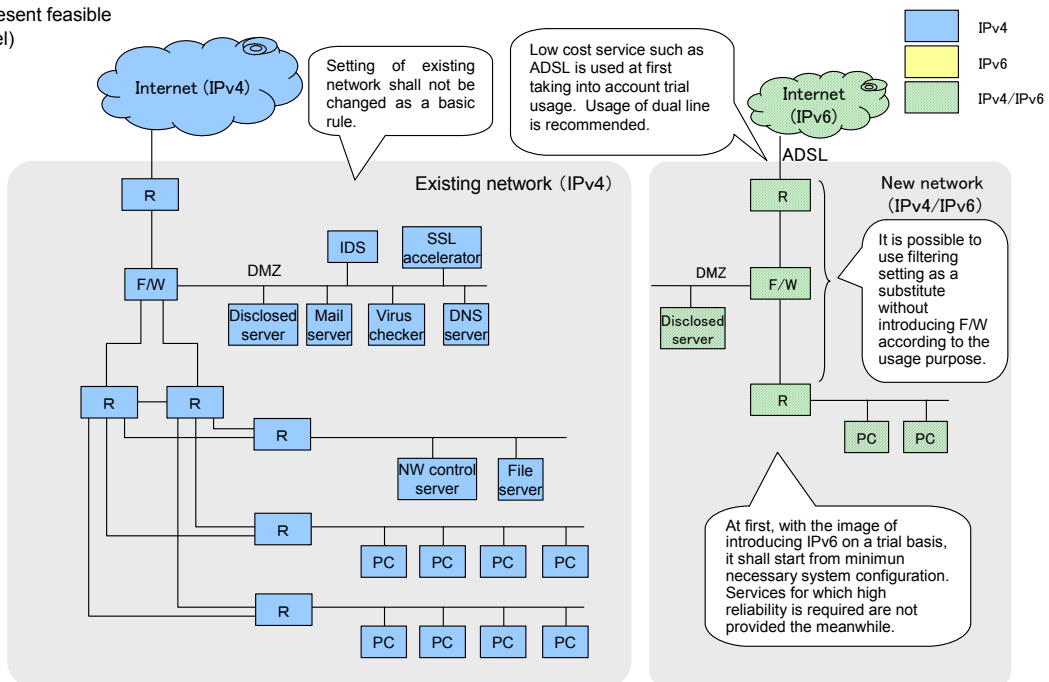 esent feasible
el)
IPv4
IPv6
IPv4/IPv6
Internet (IPv4)
Setting of existing
network shall not be
changed as a basic
rule.
Low cost service such as
ADSL is used at first
taking into account trial
usage. Usage of dual line
is recommended.
Internet
(IPv6)
ADSL
Existing network (IPv4)
R
F/W
DMZ
IDS
SSL
accelerator
Disclosed
server
Mail
server
Virus
checker
DNS
server
R
R
R
NW control
server
File
server
R
PC
PC
PC
PC
R
PC
PC
PC
PC
New network
(IPv4/IPv6)
R
DMZ
F/W
Disclosed
server
It is possible to
use filtering
setting as a
substitute
without
introducing F/W
according to the
usage purpose.
R
PC
PC
At first, with the image of
introducing IPv6 on a trial basis,
it shall start from minimun
necessary system configuration.
Services for which high
reliability is required are not
provided the meanwhile.